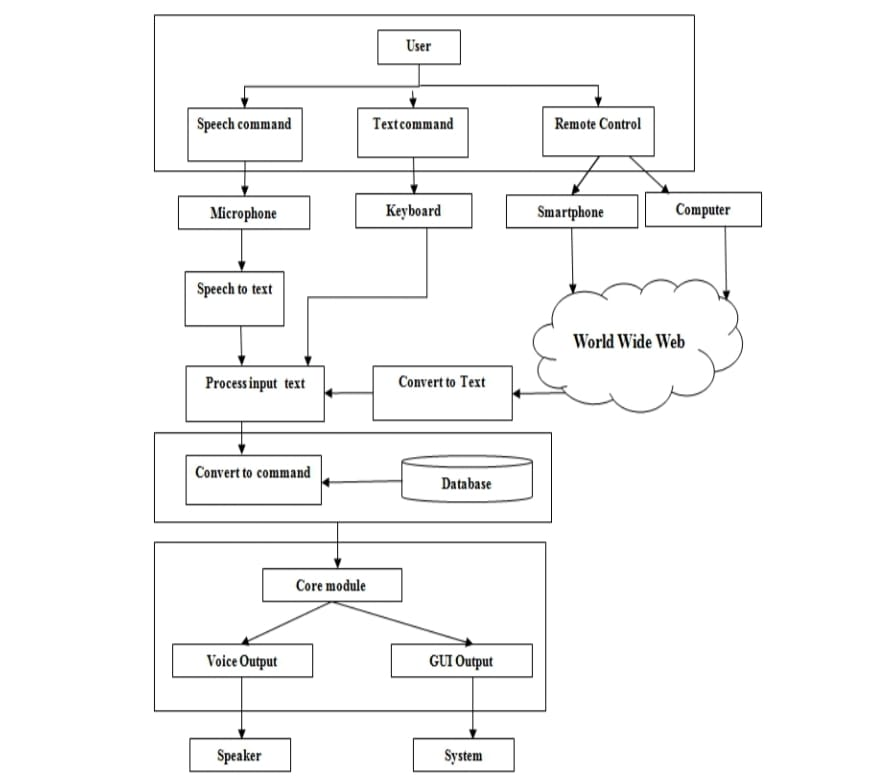 User
Speech command
Text command
Remote Control
Microphone
Keyboard
Smartphone
Computer
Speech to text
World Wide Web
Process input text
Convert to Text
Convert to command
Database
Core module
Voice Output
GUI Output
Speaker
System